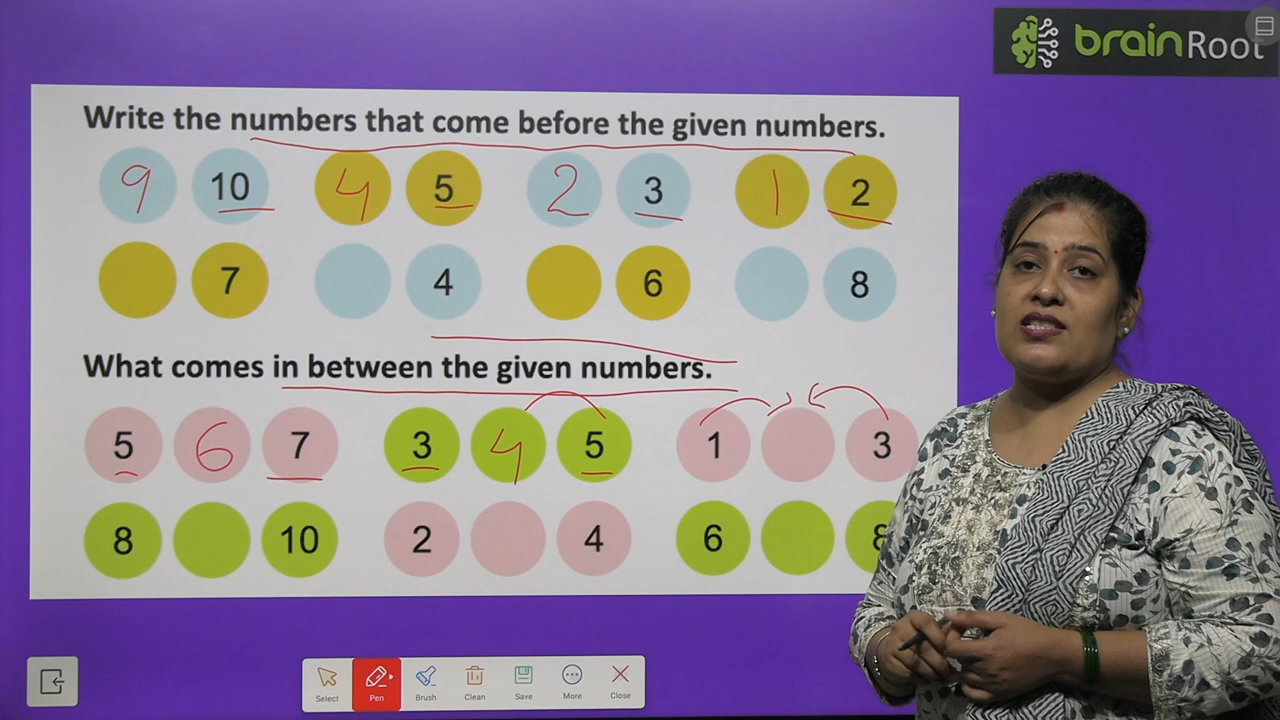 brainRoot
Write the numbers that come before the given numbers.
9 10 4 5 2 3 1 2
7 4 6 8
What comes in between the given numbers.
5 6 7 3 4 5 1 3
8 10 2 4 6 8
Select Pen Brush Clean Save More Close